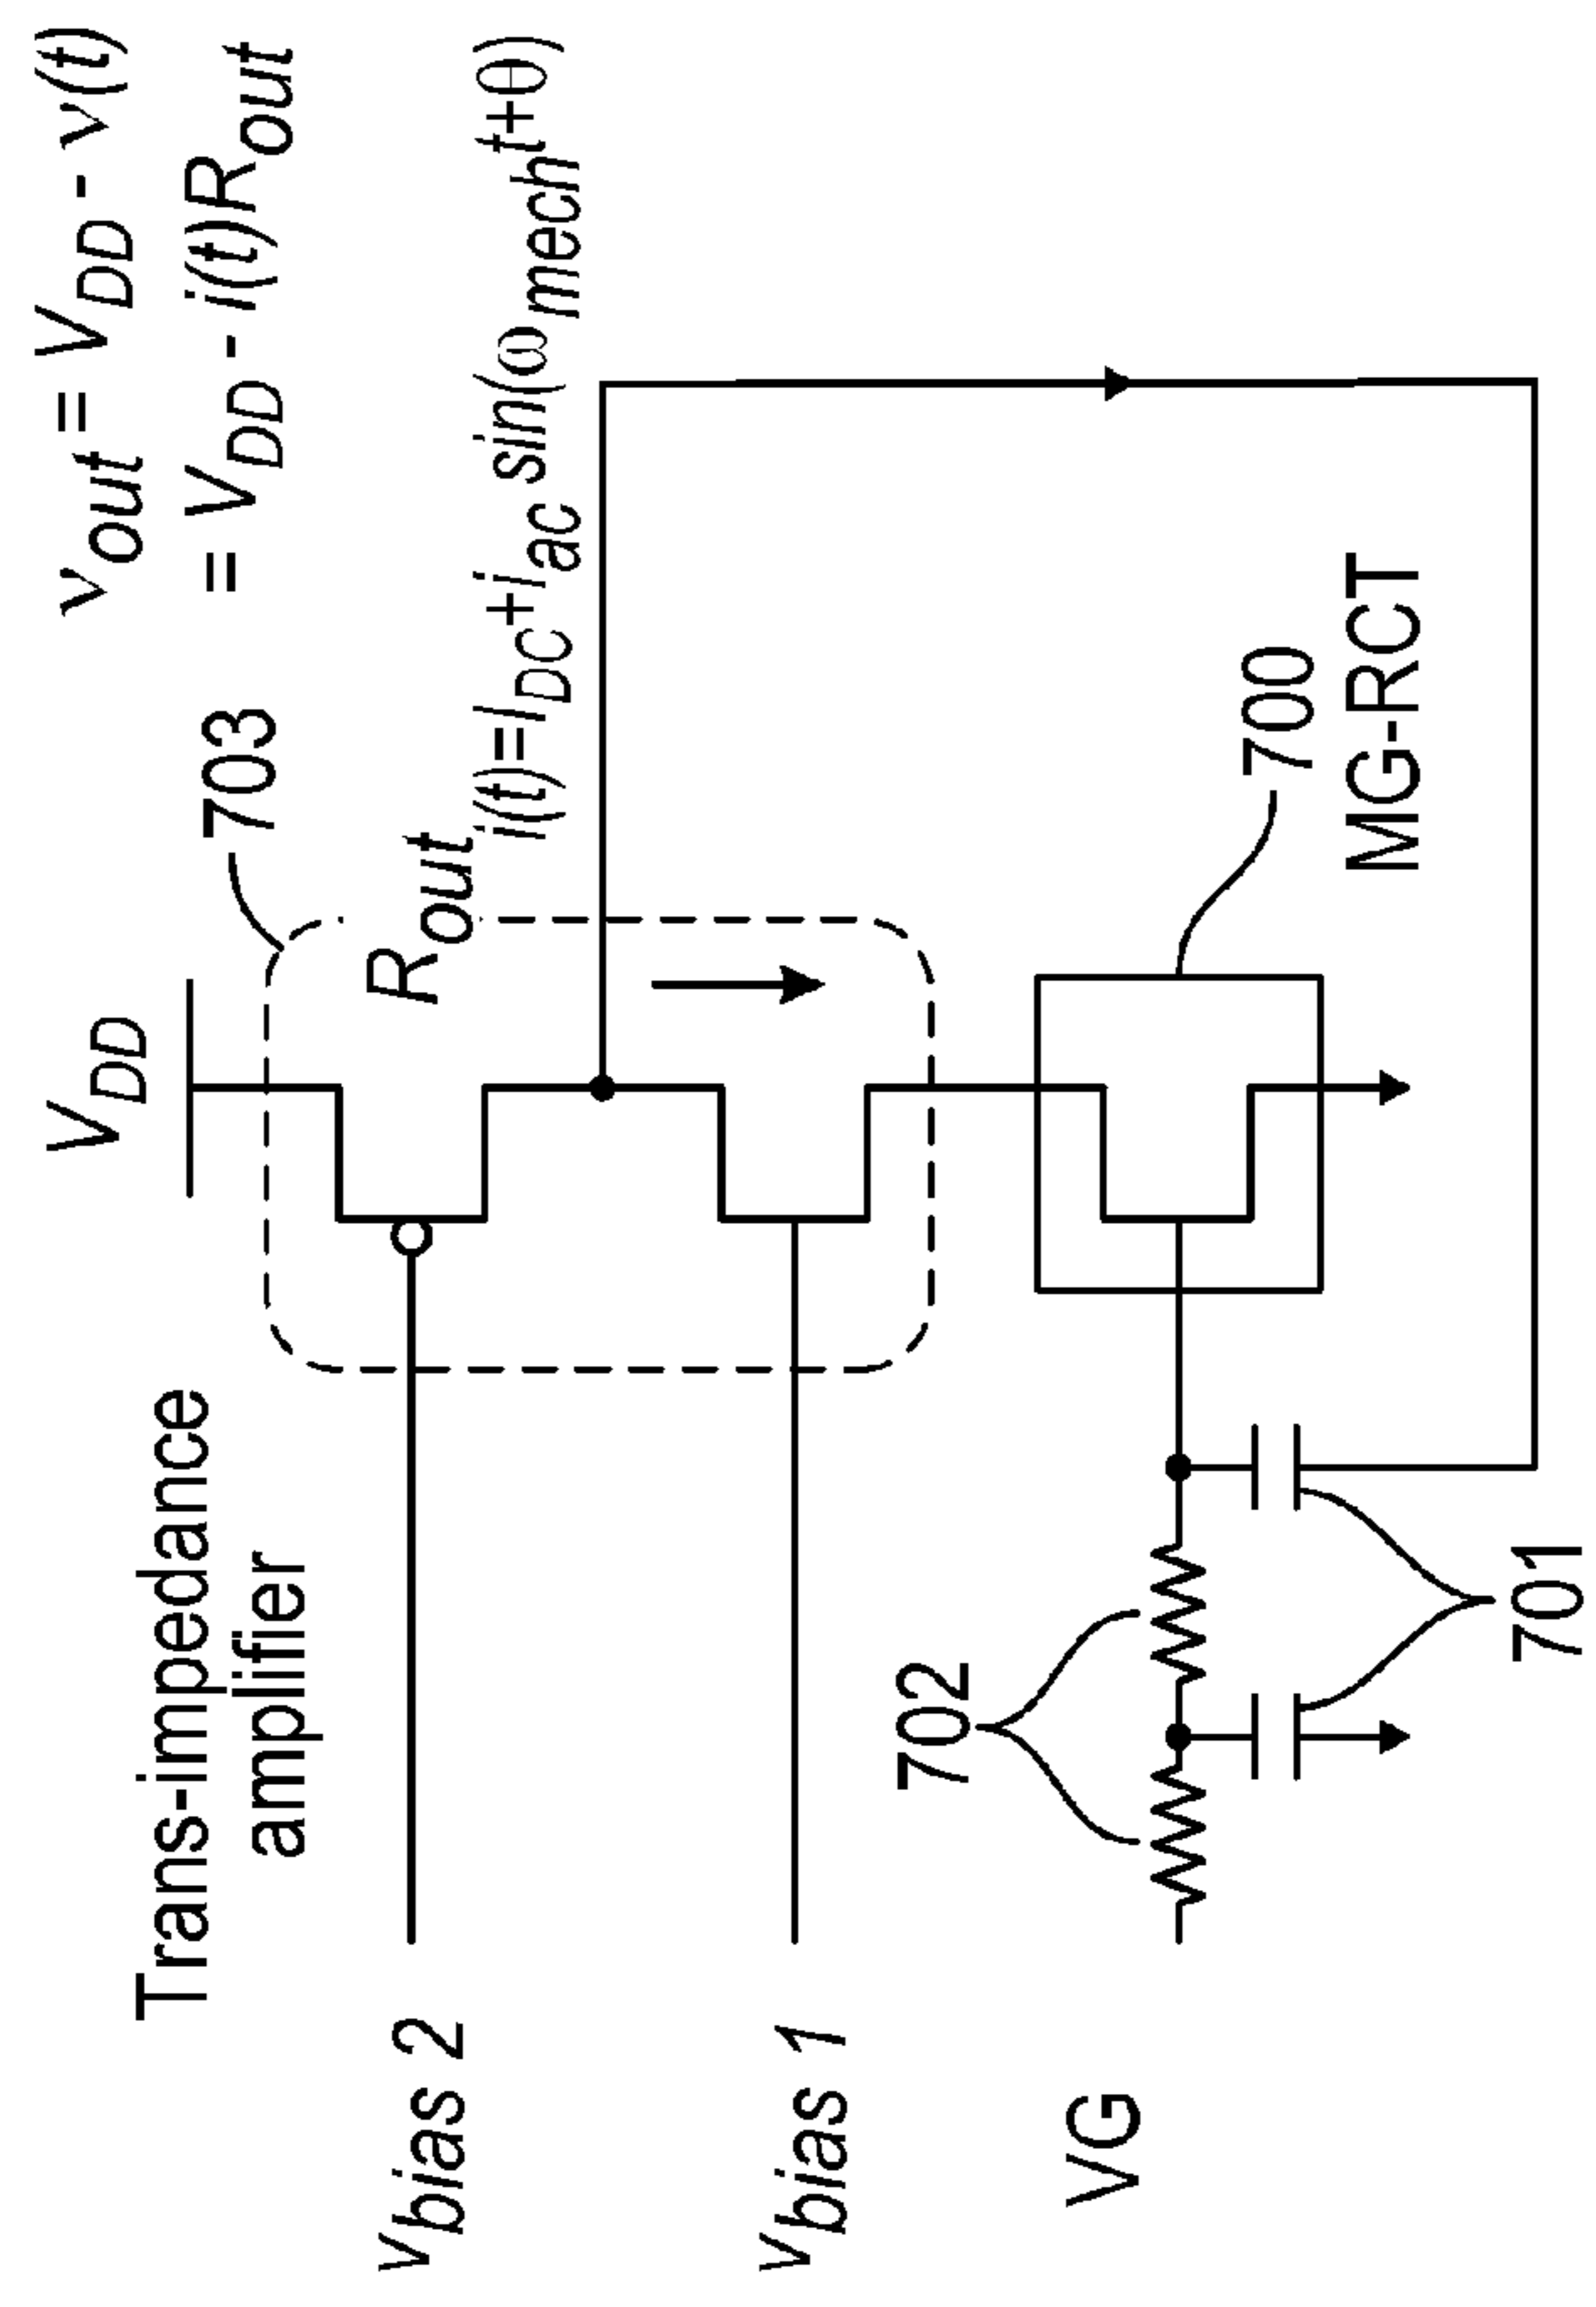 Trans-impedance
amplifier
V_DD
703
v_out = V_DD - v(t)
= V_DD - i(t)R_out
R_out
i(t)=I_DC+i_ac sin(ω_mech t+θ)
v_bias 2
v_bias 1
702
VG
700
MG-RCT
701